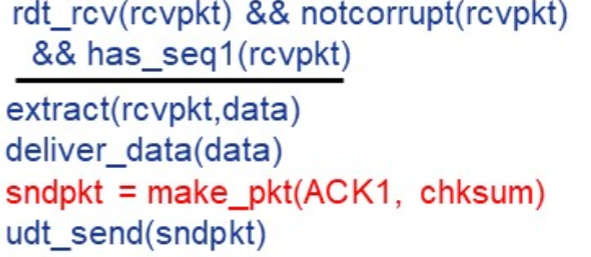 rdt_rcv(rcvpkt) && notcorrupt(rcvpkt)
&& has_seq1(rcvpkt)
extract(rcvpkt,data)
deliver_data(data)
sndpkt = make_pkt(ACK1, chksum)
udt_send(sndpkt)